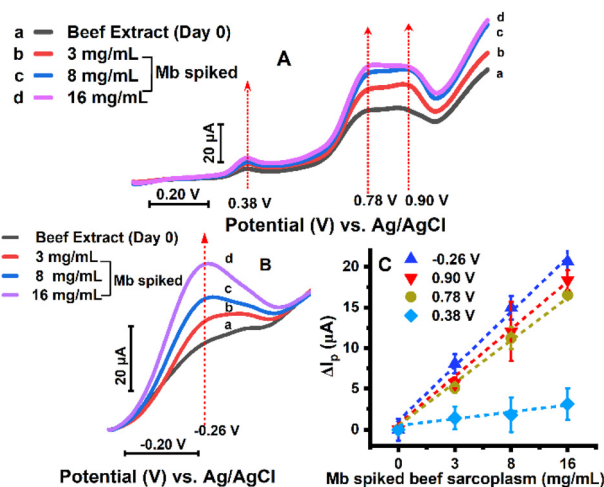 a Beef Extract (Day 0)
b 3 mg/mL
c 8 mg/mL
d 16 mg/mL
Mb spiked
A
d
c
b
a
20 µA
0.20 V
0.38 V
0.78 V
0.90 V
Potential (V) vs. Ag/AgCl
Beef Extract (Day 0)
3 mg/mL
8 mg/mL
16 mg/mL
Mb spiked
B
d
c
b
a
20 µA
-0.20 V
-0.26 V
Potential (V) vs. Ag/AgCl
C
-0.26 V
0.90 V
0.78 V
0.38 V
20
15
10
5
0
ΔIp (µA)
0 3 8 16
Mb spiked beef sarcoplasm (mg/mL)